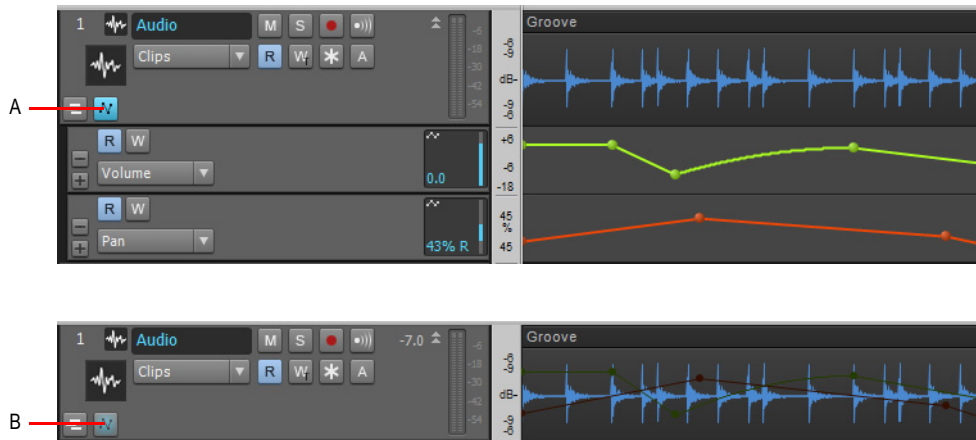 1 Audio M S -6 Groove
Clips R W * A -18 -6
-30 -9
A -42 dB-
-54 -9
-6
R W +6
-6
Volume 0.0 -18
R W 45
%
Pan 43% R 45
1 Audio M S -7.0 -6 Groove
Clips R W * A -18 -6
-30 -9
-42 dB-
B -54 -9
-6